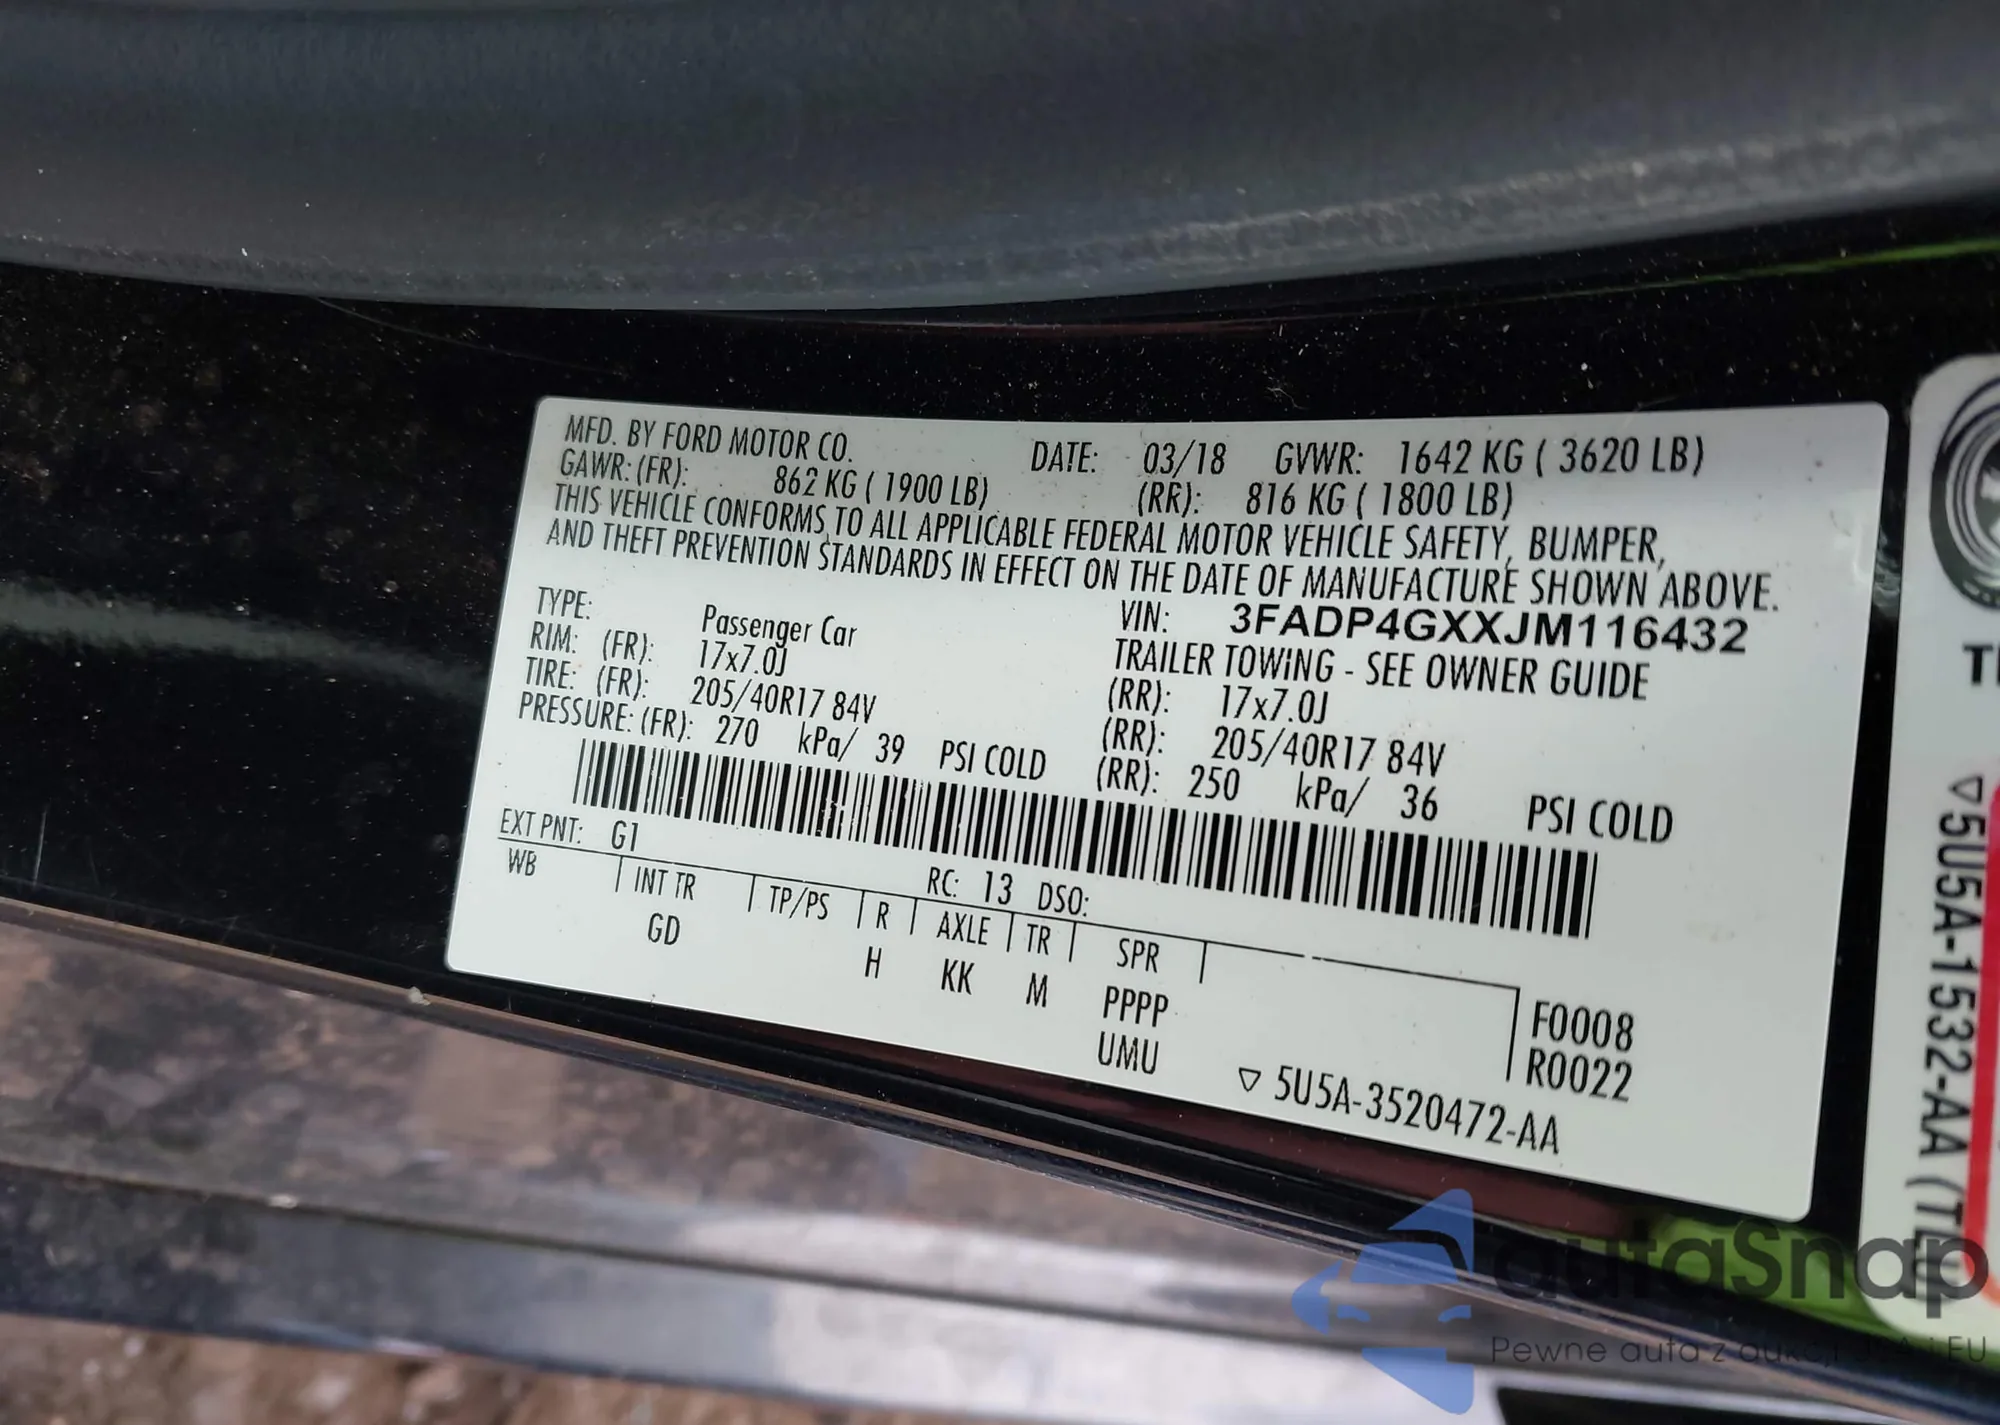 MFD. BY FORD MOTOR CO. DATE: 03/18 GVWR: 1642 KG ( 3620 LB)
GAWR: (FR): 862 KG ( 1900 LB) (RR): 816 KG ( 1800 LB)
THIS VEHICLE CONFORMS TO ALL APPLICABLE FEDERAL MOTOR VEHICLE SAFETY, BUMPER,
AND THEFT PREVENTION STANDARDS IN EFFECT ON THE DATE OF MANUFACTURE SHOWN ABOVE.
TYPE: Passenger Car VIN: 3FADP4GXXJM116432
TRAILER TOWING - SEE OWNER GUIDE
RIM: (FR): 17x7.0J (RR): 17x7.0J
TIRE: (FR): 205/40R17 84V (RR): 205/40R17 84V
PRESSURE: (FR): 270 kPa/ 39 PSI COLD (RR): 250 kPa/ 36 PSI COLD
EXT PNT: G1 RC: 13 DSO:
WB INT TR TP/PS R AXLE TR SPR
GD H KK M PPPP F0008
UMU R0022
▽ 5U5A-3520472-AA
▽5U5A-1532-AA
autaSnap
Pewne auta z aukcji USA i EU